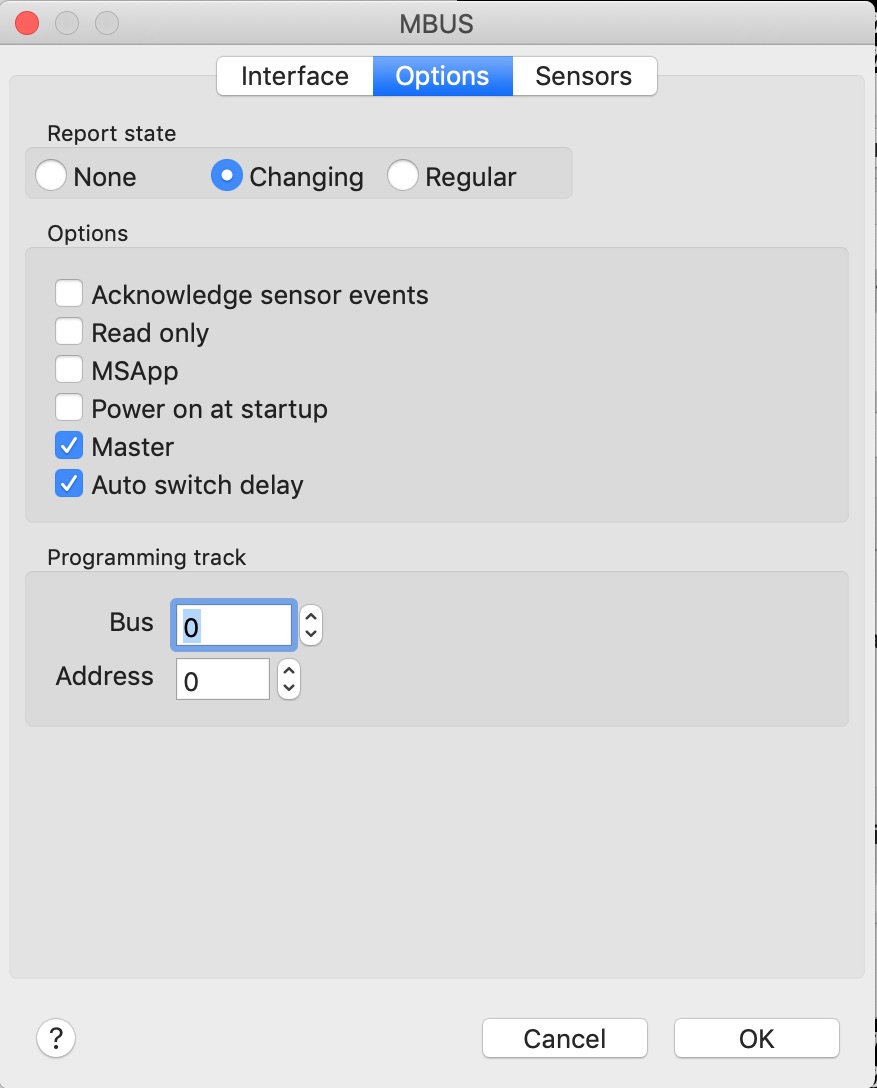 MBUS
Interface Options Sensors
Report state
None Changing Regular
Options
Acknowledge sensor events
Read only
MSApp
Power on at startup
Master
Auto switch delay
Programming track
Bus 0
Address 0
? Cancel OK